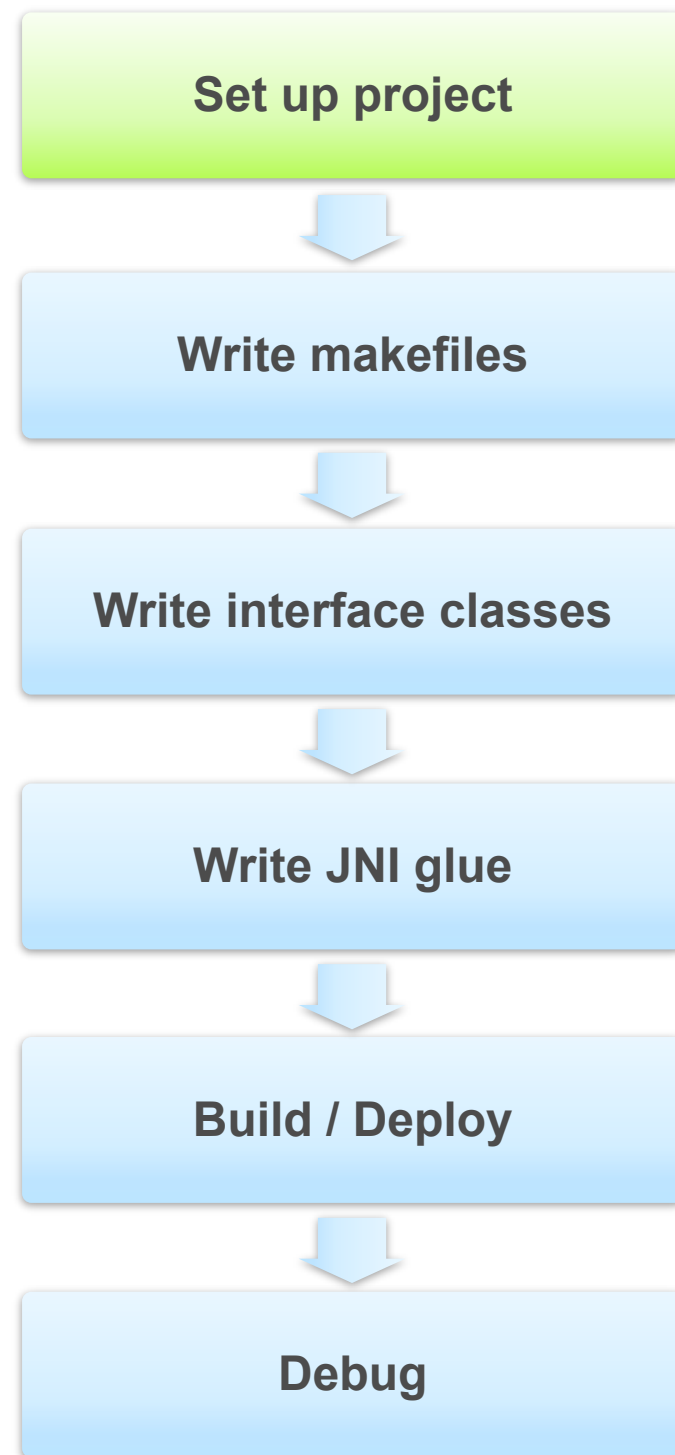 Set up project
Write makefiles
Write interface classes
Write JNI glue
Build / Deploy
Debug